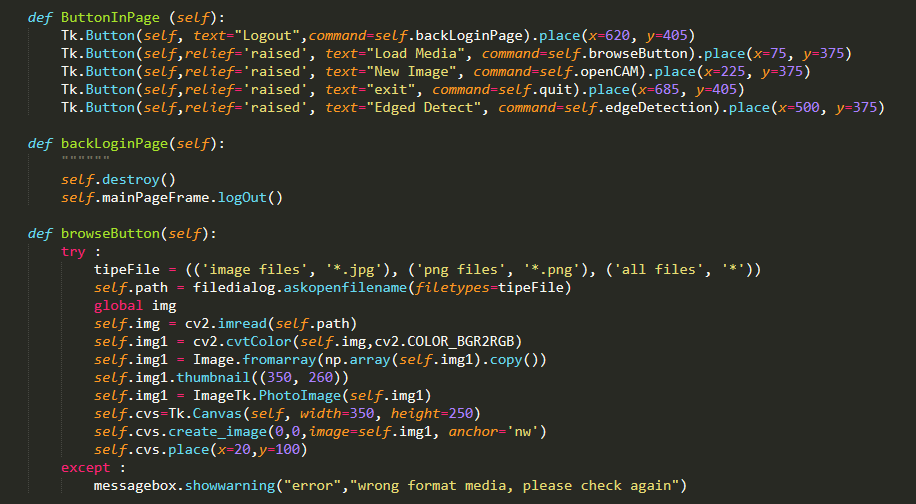 def ButtonInPage (self):
    Tk.Button(self, text="Logout",command=self.backLoginPage).place(x=620, y=405)
    Tk.Button(self,relief='raised', text="Load Media", command=self.browseButton).place(x=75, y=375)
    Tk.Button(self,relief='raised', text="New Image", command=self.openCAM).place(x=225, y=375)
    Tk.Button(self,relief='raised', text="exit", command=self.quit).place(x=685, y=405)
    Tk.Button(self,relief='raised', text="Edged Detect", command=self.edgeDetection).place(x=500, y=375)

def backLoginPage(self):
    """"""
    self.destroy()
    self.mainPageFrame.logOut()

def browseButton(self):
    try :
        tipeFile = (('image files', '*.jpg'), ('png files', '*.png'), ('all files', '*'))
        self.path = filedialog.askopenfilename(filetypes=tipeFile)
        global img
        self.img = cv2.imread(self.path)
        self.img1 = cv2.cvtColor(self.img,cv2.COLOR_BGR2RGB)
        self.img1 = Image.fromarray(np.array(self.img1).copy())
        self.img1.thumbnail((350, 260))
        self.img1 = ImageTk.PhotoImage(self.img1)
        self.cvs=Tk.Canvas(self, width=350, height=250)
        self.cvs.create_image(0,0,image=self.img1, anchor='nw')
        self.cvs.place(x=20,y=100)
    except :
        messagebox.showwarning("error","wrong format media, please check again")